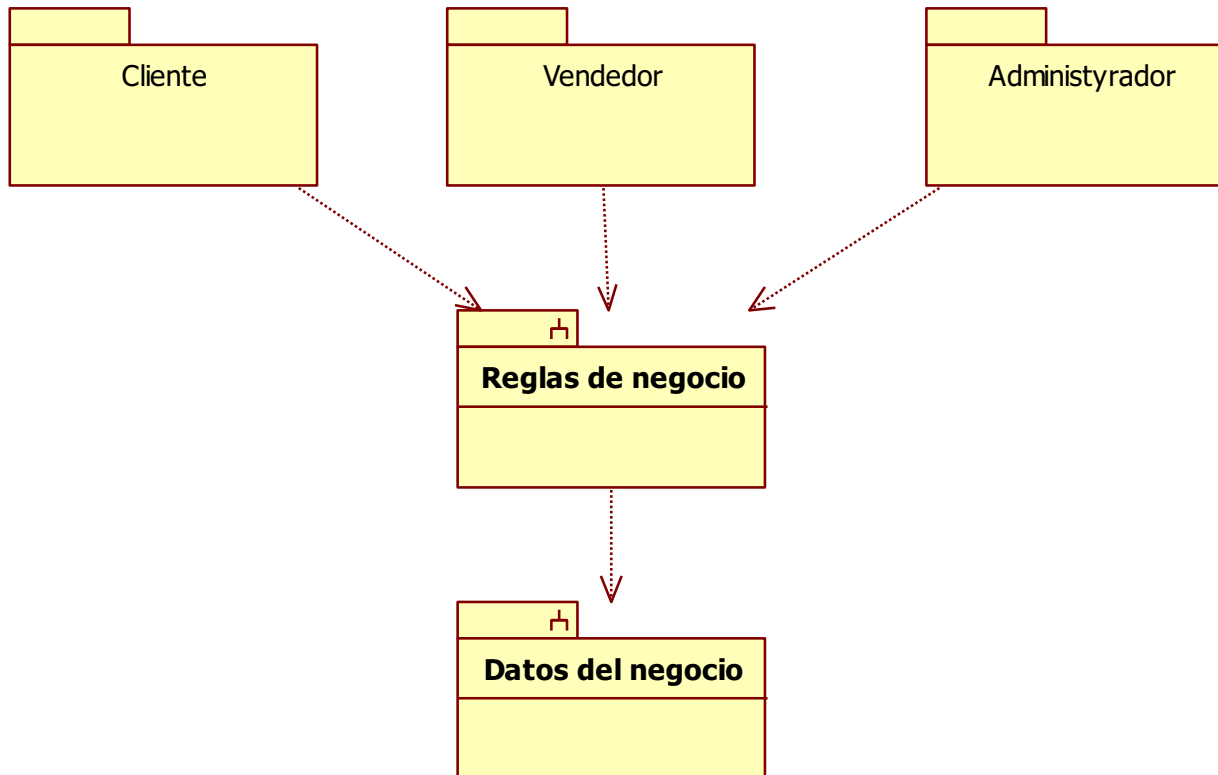 Cliente
Vendedor
Administyrador
Reglas de negocio
Datos del negocio